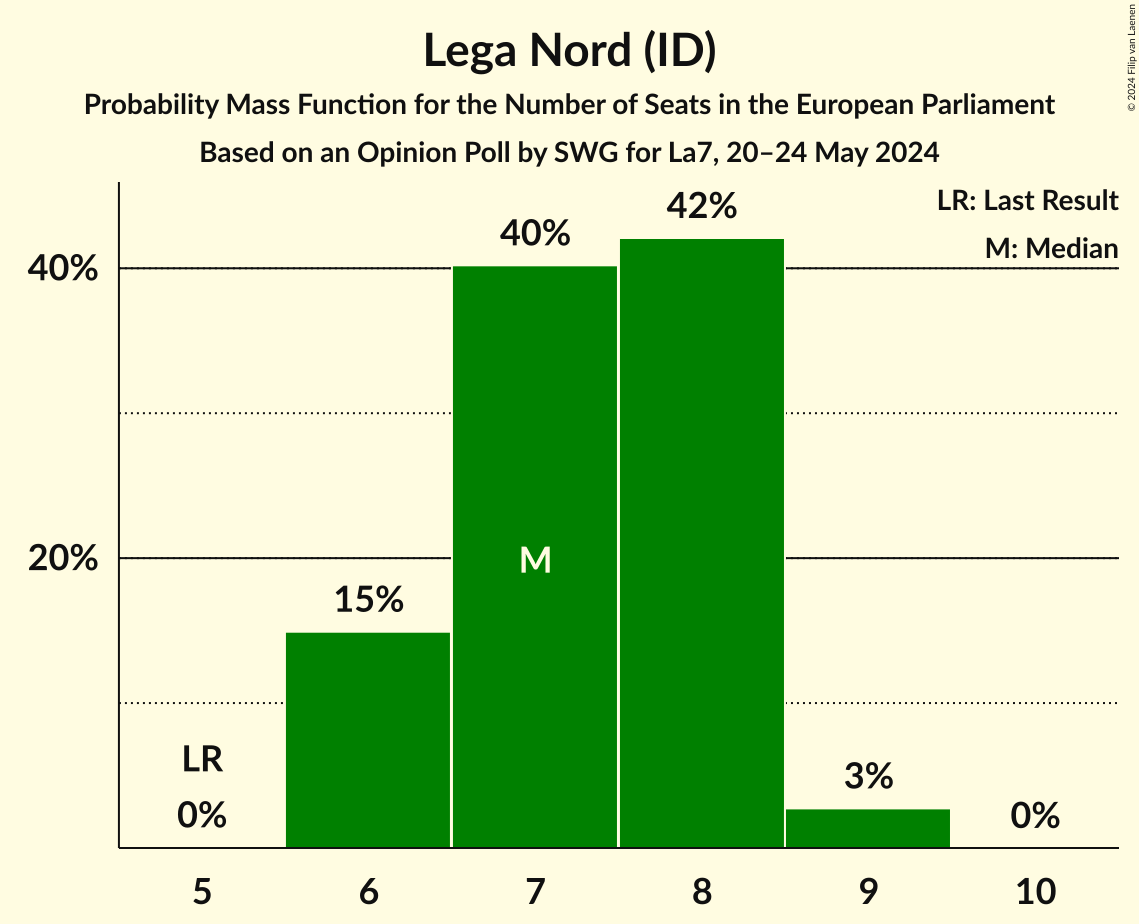 Lega Nord (ID)
Probability Mass Function for the Number of Seats in the European Parliament
Based on an Opinion Poll by SWG for La7, 20–24 May 2024
© 2024 Filip van Laenen
LR: Last Result
M: Median
40%
20%
LR
0%
15%
40%
M
42%
3%
0%
5
6
7
8
9
10